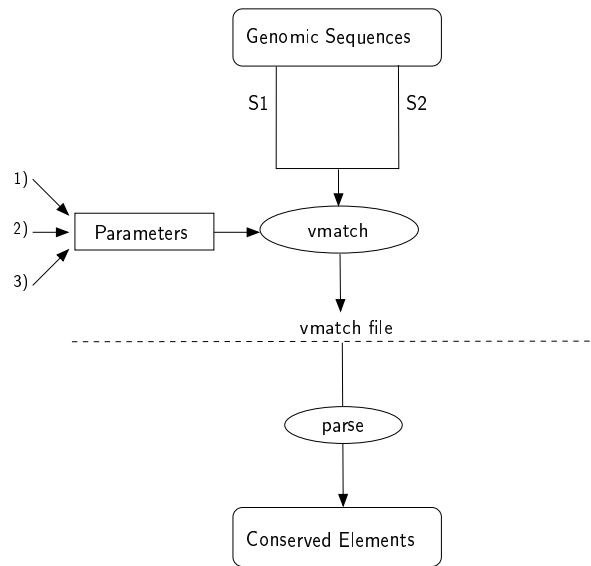 Genomic Sequences
S1
S2
1)
2)
3)
Parameters
vmatch
vmatch file
parse
Conserved Elements